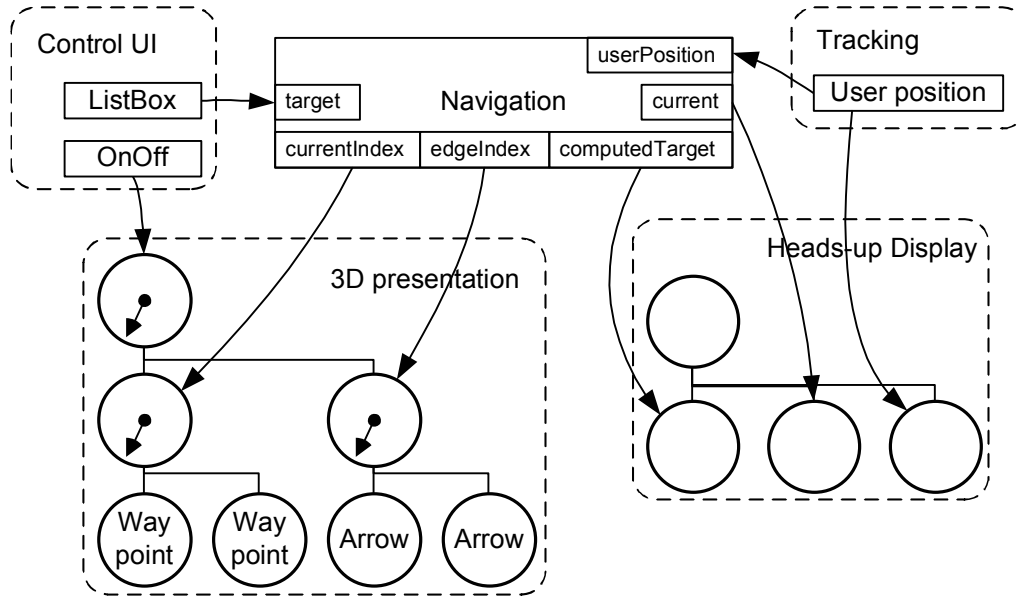 Control UI
ListBox
OnOff
userPosition
target
Navigation
current
currentIndex
edgeIndex
computedTarget
Tracking
User position
3D presentation
Way
point
Way
point
Arrow
Arrow
Heads-up Display